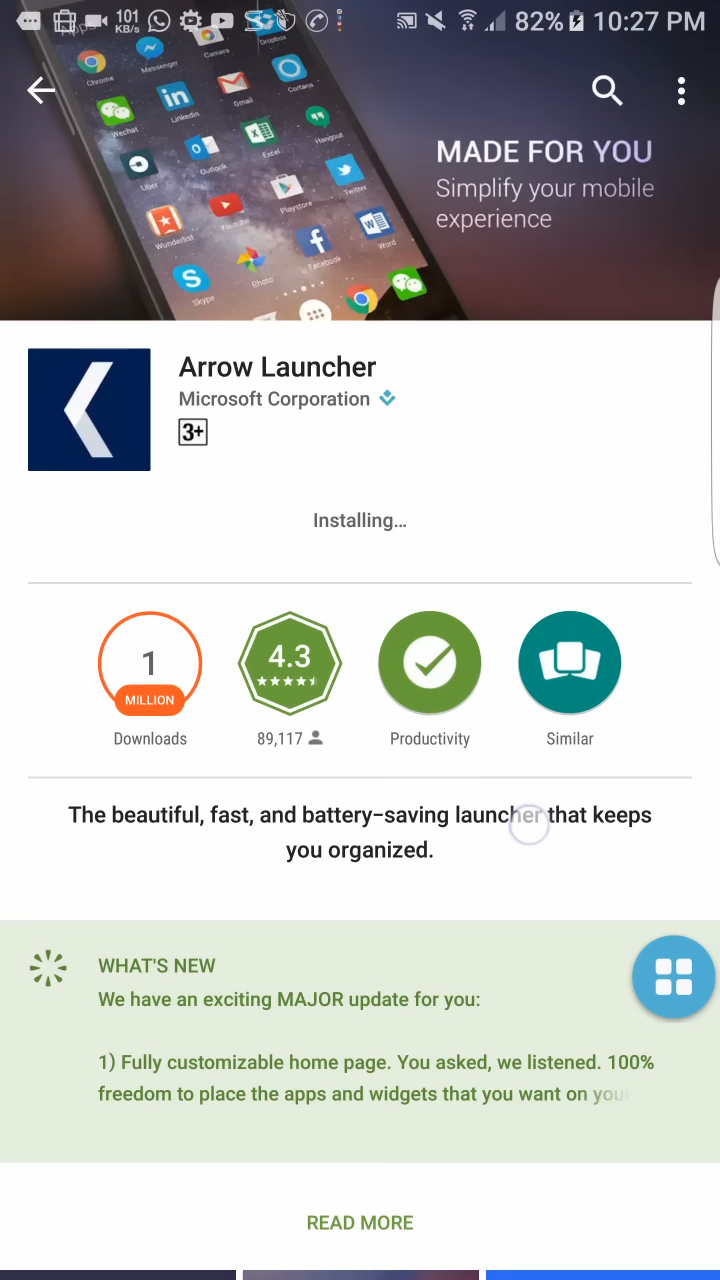 101
KB/s
82%
10:27 PM
Chrome
Messenger
Camara
Dropbox
Wechat
Linkedin
Gmail
Cortana
Uber
Outlook
Excel
Hangout
Wunderlist
Youtube
Playstore
Twitter
Skype
Photo
Facebook
Word
MADE FOR YOU
Simplify your mobile
experience
Arrow Launcher
Microsoft Corporation
3+
Installing...
1
MILLION
Downloads
4.3
89,117
Productivity
Similar
The beautiful, fast, and battery-saving launcher that keeps
you organized.
WHAT'S NEW
We have an exciting MAJOR update for you:
1) Fully customizable home page. You asked, we listened. 100%
freedom to place the apps and widgets that you want on your
READ MORE